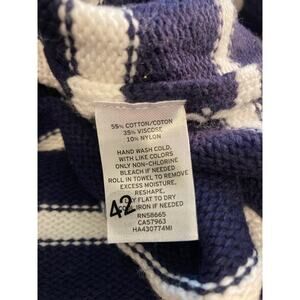 55% COTTON/COTON
35% VISCOSE
10% NYLON
HAND WASH COLD,
WITH LIKE COLORS
ONLY NON-CHLORINE
BLEACH IF NEEDED
ROLL IN TOWEL TO REMOVE
EXCESS MOISTURE,
RESHAPE,
FLAT TO DRY
IRON IF NEEDED
42
RN58665
CA57963
HA430774MI